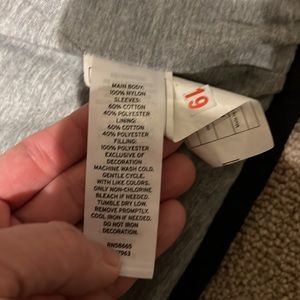 MAIN BODY:
100% NYLON
SLEEVES:
60% COTTON
40% POLYESTER
LINING:
60% COTTON
40% POLYESTER
FILLING:
100% POLYESTER
EXCLUSIVE OF
DECORATION
MACHINE WASH COLD,
GENTLE CYCLE,
WITH LIKE COLORS,
ONLY NON-CHLORINE
BLEACH IF NEEDED.
TUMBLE DRY LOW.
REMOVE PROMPTLY.
COOL IRON IF NEEDED.
DO NOT IRON
DECORATION.
RN58665
7963
19